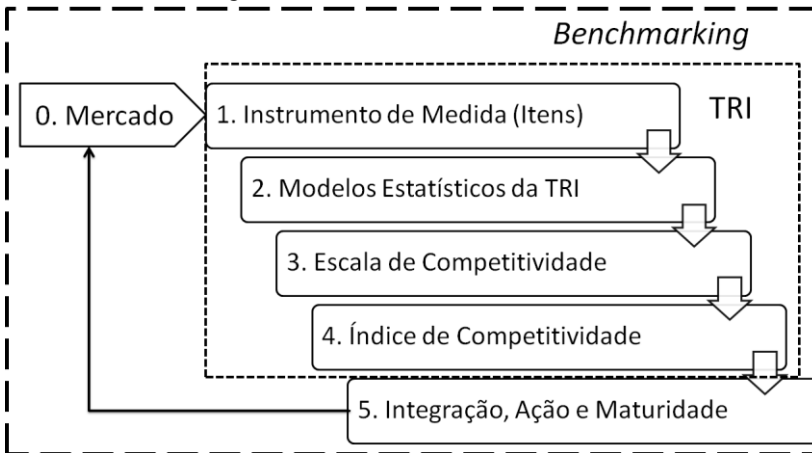 Benchmarking
0. Mercado
1. Instrumento de Medida (Itens)
TRI
2. Modelos Estatísticos da TRI
3. Escala de Competitividade
4. Índice de Competitividade
5. Integração, Ação e Maturidade